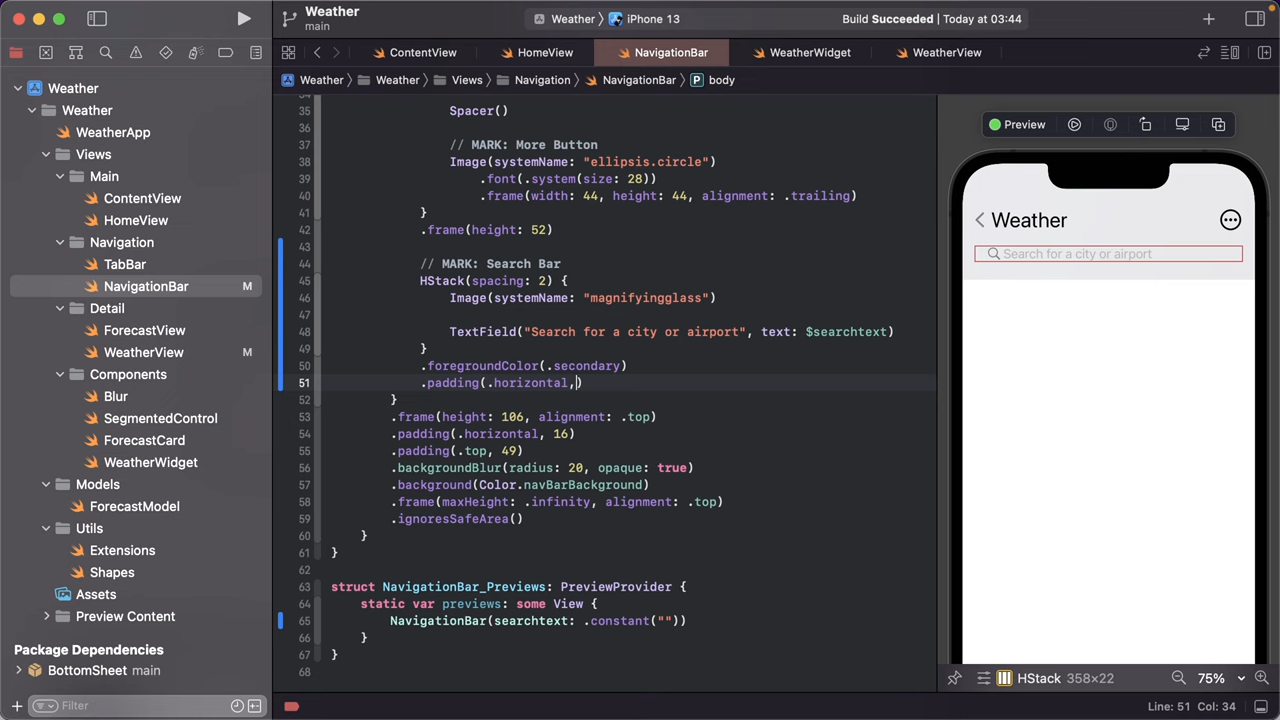 Weather
main
Weather 〉 iPhone 13
Build Succeeded | Today at 03:44
ContentView
HomeView
NavigationBar
WeatherWidget
WeatherView
Weather 〉 Weather 〉 Views 〉 Navigation 〉 NavigationBar 〉 P body
Weather
Weather
WeatherApp
Views
Main
ContentView
HomeView
Navigation
TabBar
NavigationBar M
Detail
ForecastView
WeatherView M
Components
Blur
SegmentedControl
ForecastCard
WeatherWidget
Models
ForecastModel
Utils
Extensions
Shapes
Assets
Preview Content
Package Dependencies
BottomSheet main
Filter
34
35 Spacer()
36
37 // MARK: More Button
38 Image(systemName: "ellipsis.circle")
39 .font(.system(size: 28))
40 .frame(width: 44, height: 44, alignment: .trailing)
41 }
42 .frame(height: 52)
43
44 // MARK: Search Bar
45 HStack(spacing: 2) {
46 Image(systemName: "magnifyingglass")
47
48 TextField("Search for a city or airport", text: $searchtext)
49 }
50 .foregroundColor(.secondary)
51 .padding(.horizontal,)
52 }
53 .frame(height: 106, alignment: .top)
54 .padding(.horizontal, 16)
55 .padding(.top, 49)
56 .backgroundBlur(radius: 20, opaque: true)
57 .background(Color.navBarBackground)
58 .frame(maxHeight: .infinity, alignment: .top)
59 .ignoresSafeArea()
60 }
61 }
62
63 struct NavigationBar_Previews: PreviewProvider {
64 static var previews: some View {
65 NavigationBar(searchtext: .constant(""))
66 }
67 }
68
Preview
Weather
Search for a city or airport
HStack 358×22
75%
Line: 51 Col: 34